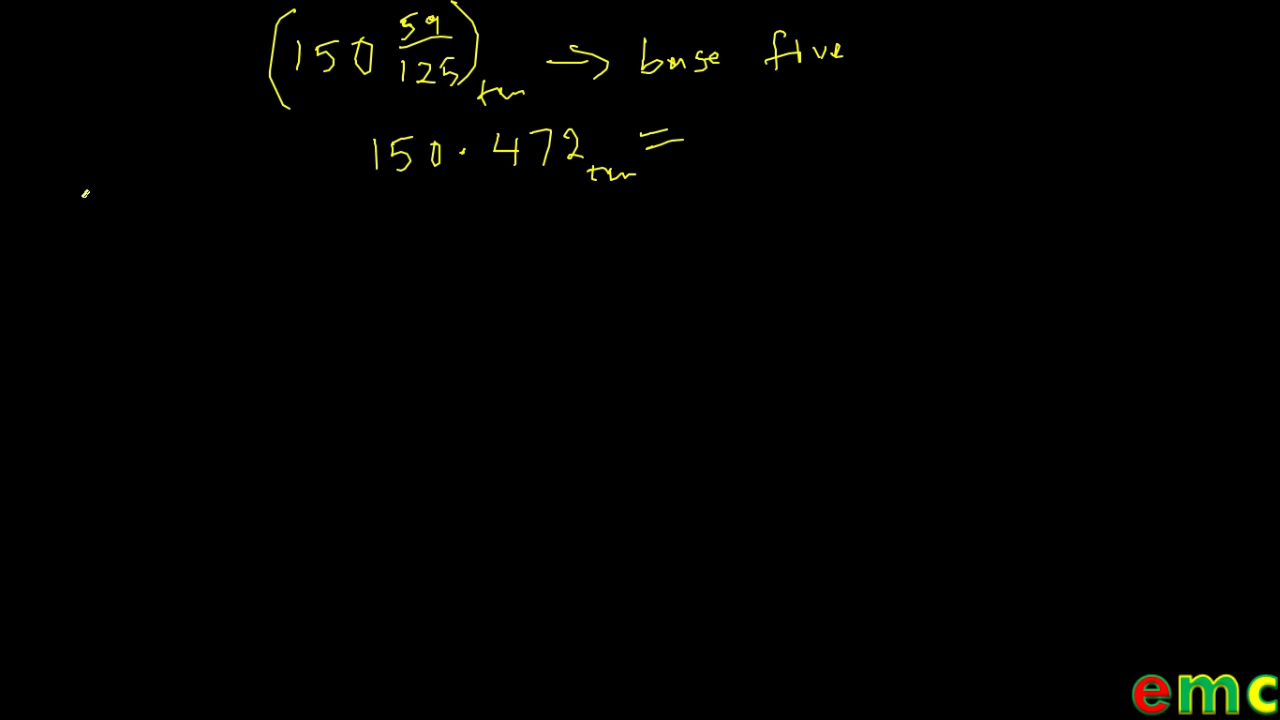 (150 59/125)ten → base five
150.472ten =
emc